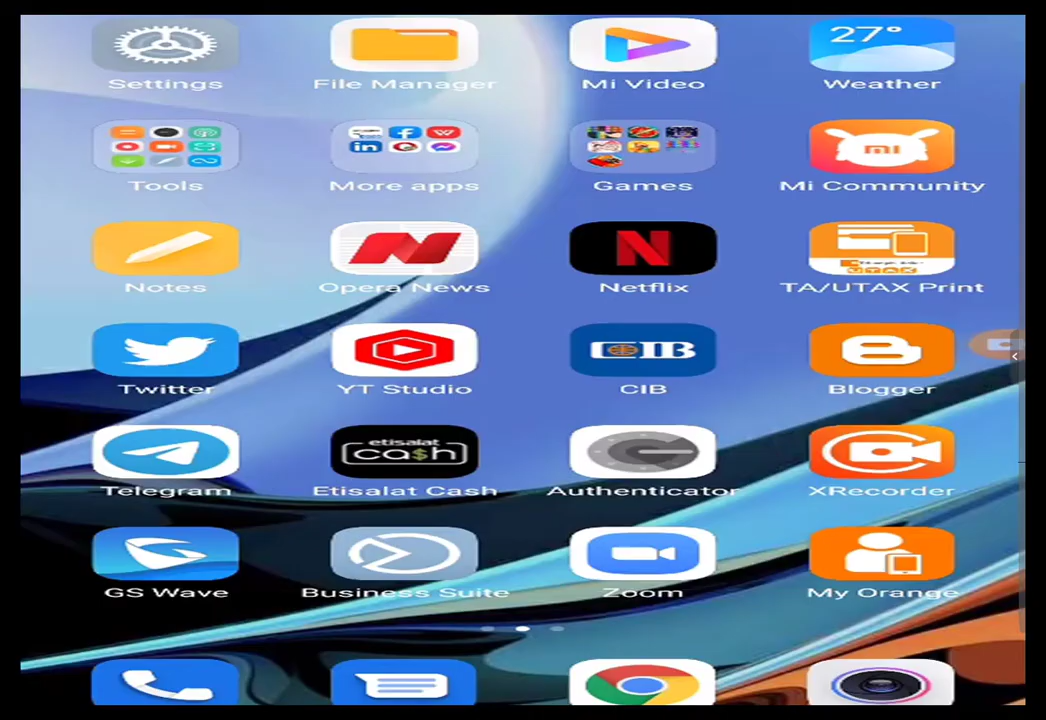 27°
Settings File Manager Mi Video Weather
Tools More apps Games Mi Community
Notes Opera News Netflix TA/UTAX Print
CIB
Twitter YT Studio CIB Blogger
etisalat
ca$h
Telegram Etisalat Cash Authenticator XRecorder
GS Wave Business Suite Zoom My Orange